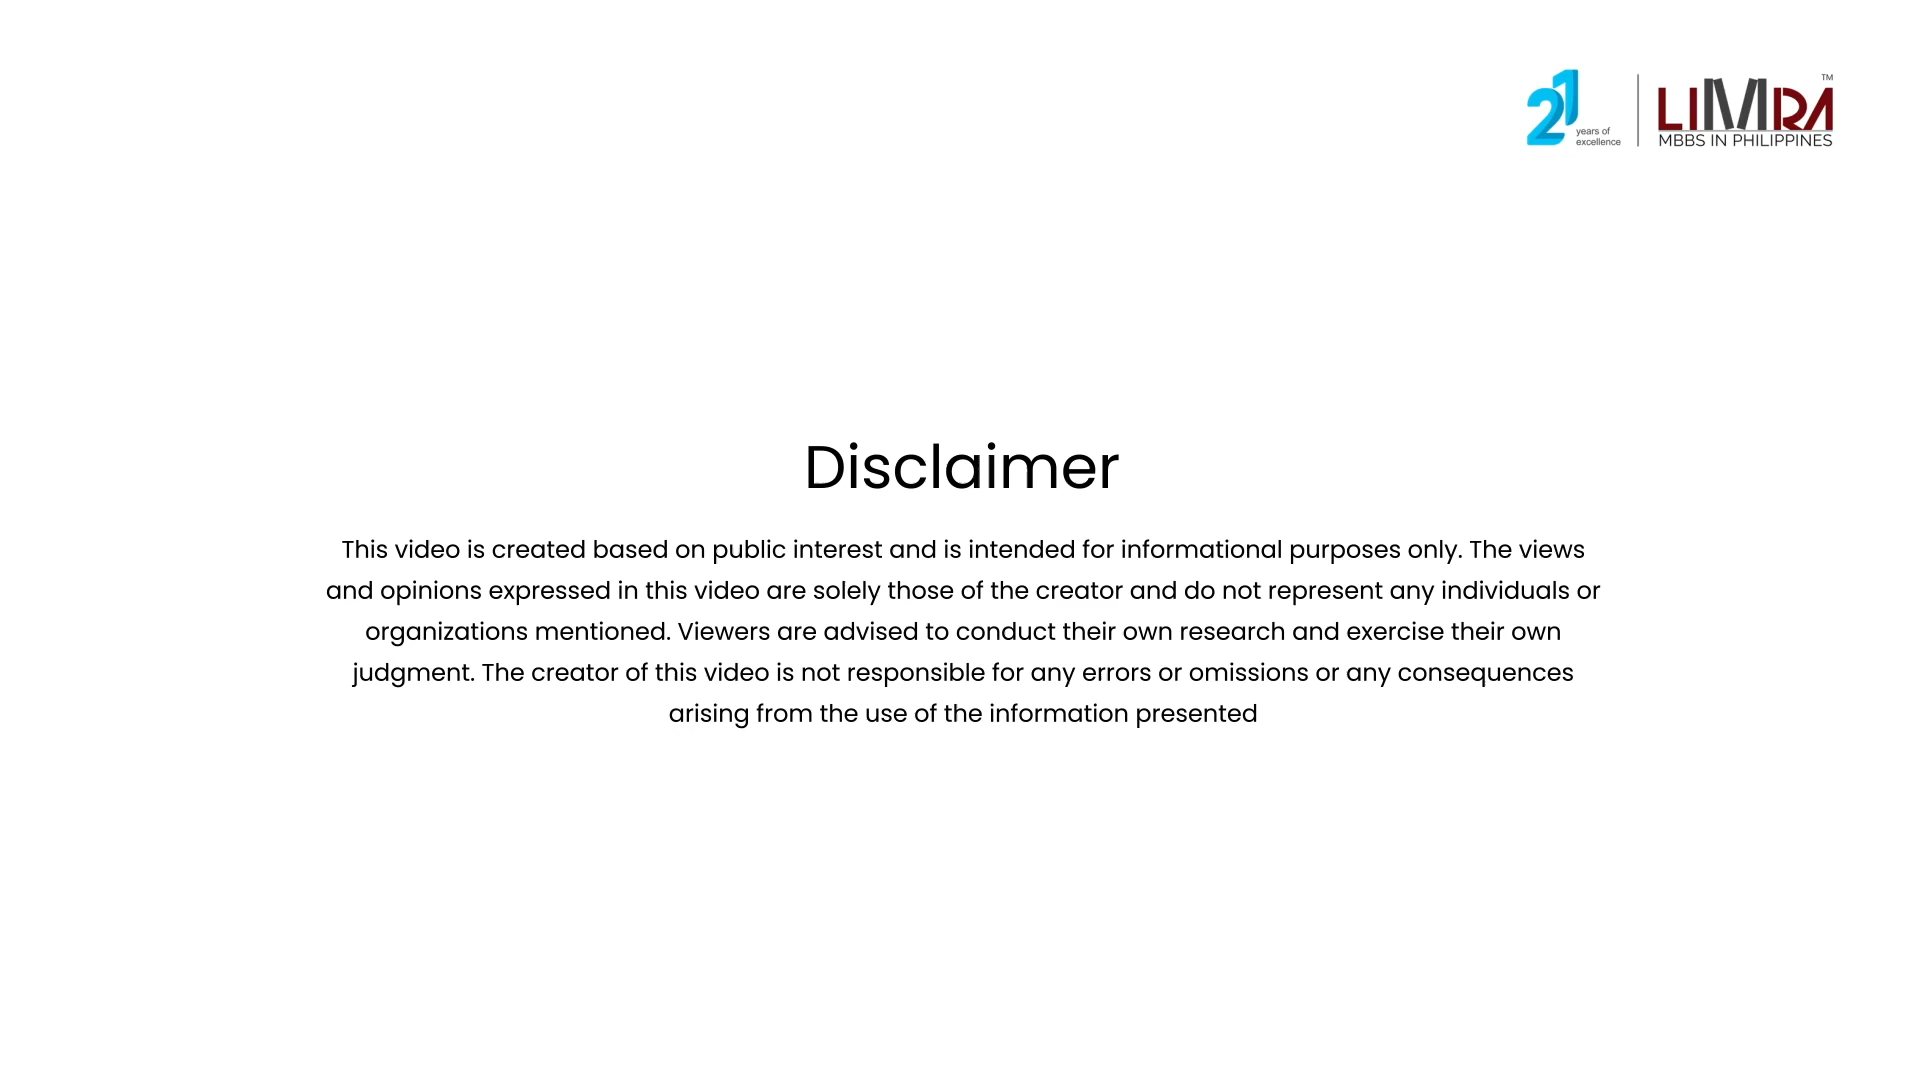 21
years of
excellence
LIMRA
TM
MBBS IN PHILIPPINES
Disclaimer
This video is created based on public interest and is intended for informational purposes only. The views
and opinions expressed in this video are solely those of the creator and do not represent any individuals or
organizations mentioned. Viewers are advised to conduct their own research and exercise their own
judgment. The creator of this video is not responsible for any errors or omissions or any consequences
arising from the use of the information presented